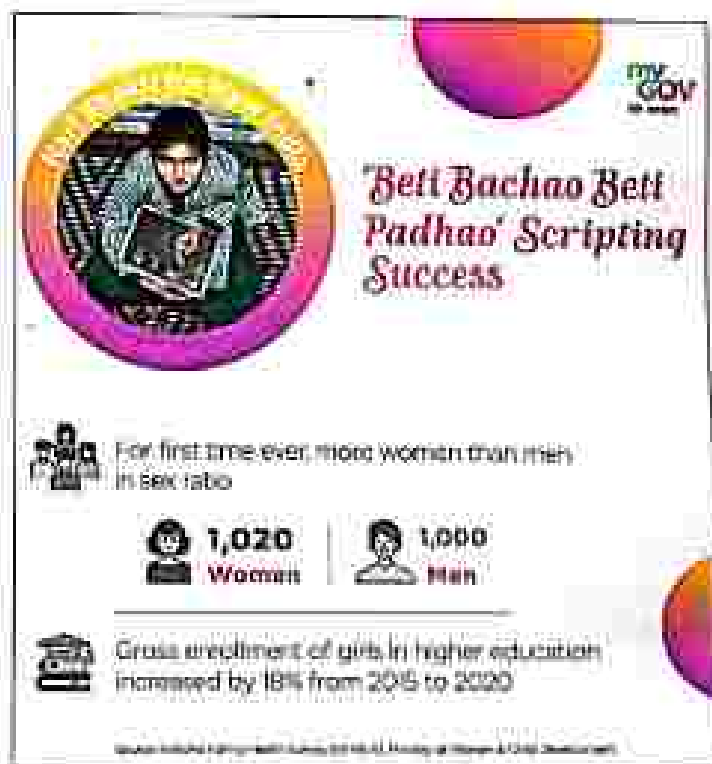 my
GOV
'Beti Bachao Beti
Padhao' Scripting
Success
For first time ever, more women than men
in sex ratio
1,020
Women
1,000
Men
Gross enrollment of girls in higher education
increased by 18% from 2015 to 2020